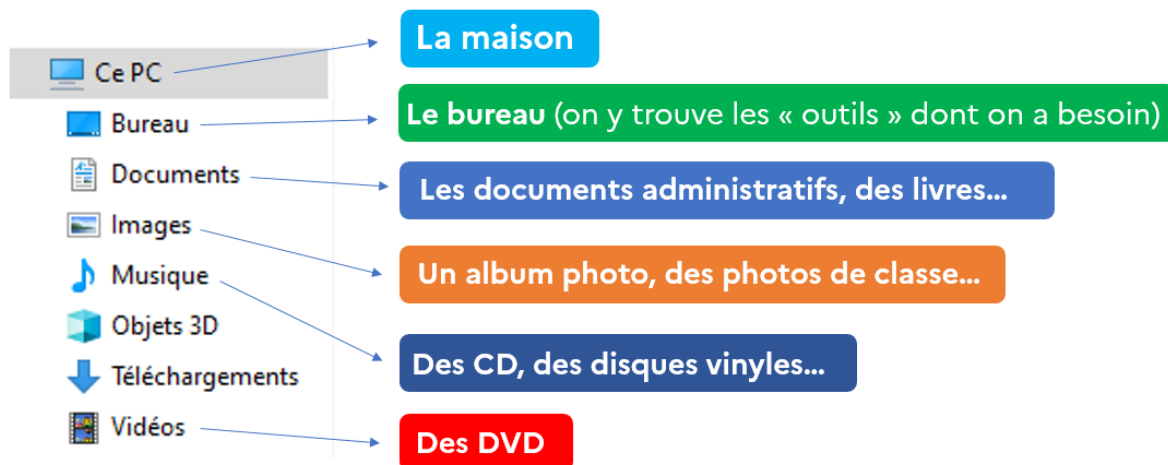 Ce PC
La maison
Bureau
Le bureau (on y trouve les « outils » dont on a besoin)
Documents
Les documents administratifs, des livres…
Images
Un album photo, des photos de classe…
Musique
Des CD, des disques vinyles…
Objets 3D
Téléchargements
Vidéos
Des DVD